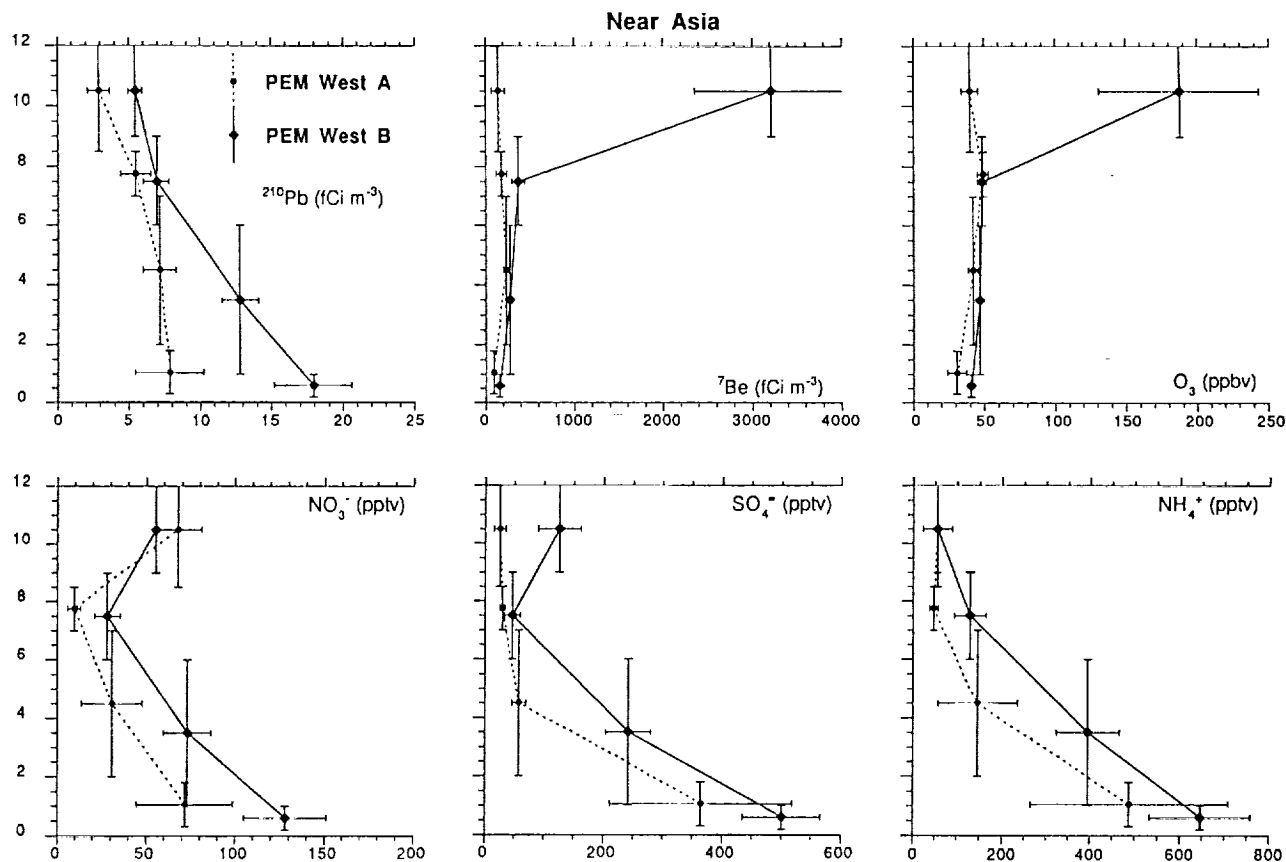 Near Asia
12
10
8
6
4
2
0
0 5 10 15 20 25
PEM West A
PEM West B
²¹⁰Pb (fCi m⁻³)
0 1000 2000 3000 4000
⁷Be (fCi m⁻³)
0 50 100 150 200 250
O₃ (ppbv)
12
10
8
6
4
2
0
0 50 100 150 200
NO₃⁻ (pptv)
0 200 400 600
SO₄⁼ (pptv)
0 200 400 600 800
NH₄⁺ (pptv)